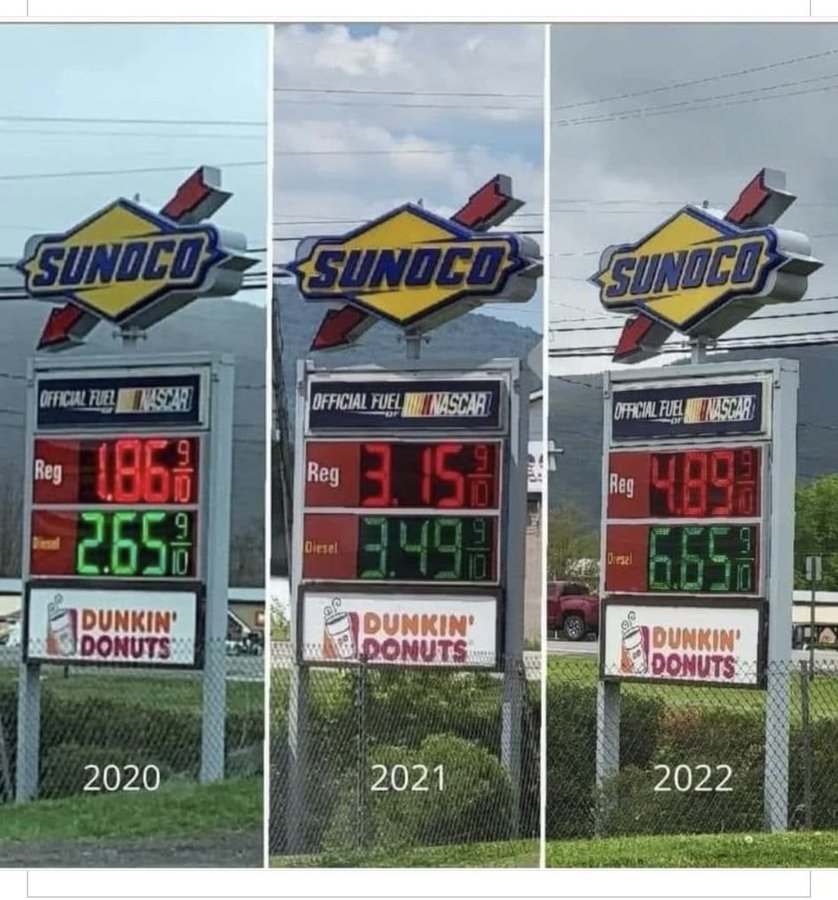 SUNOCO
OFFICIAL FUEL OF NASCAR
Reg 1.86 9/10
Diesel 2.65 9/10
DUNKIN'
DONUTS
2020
SUNOCO
OFFICIAL FUEL OF NASCAR
Reg 3.15 9/10
Diesel 3.49 9/10
DUNKIN'
DONUTS
2021
SUNOCO
OFFICIAL FUEL OF NASCAR
Reg 4.89 9/10
Diesel 6.65 9/10
DUNKIN'
DONUTS
2022